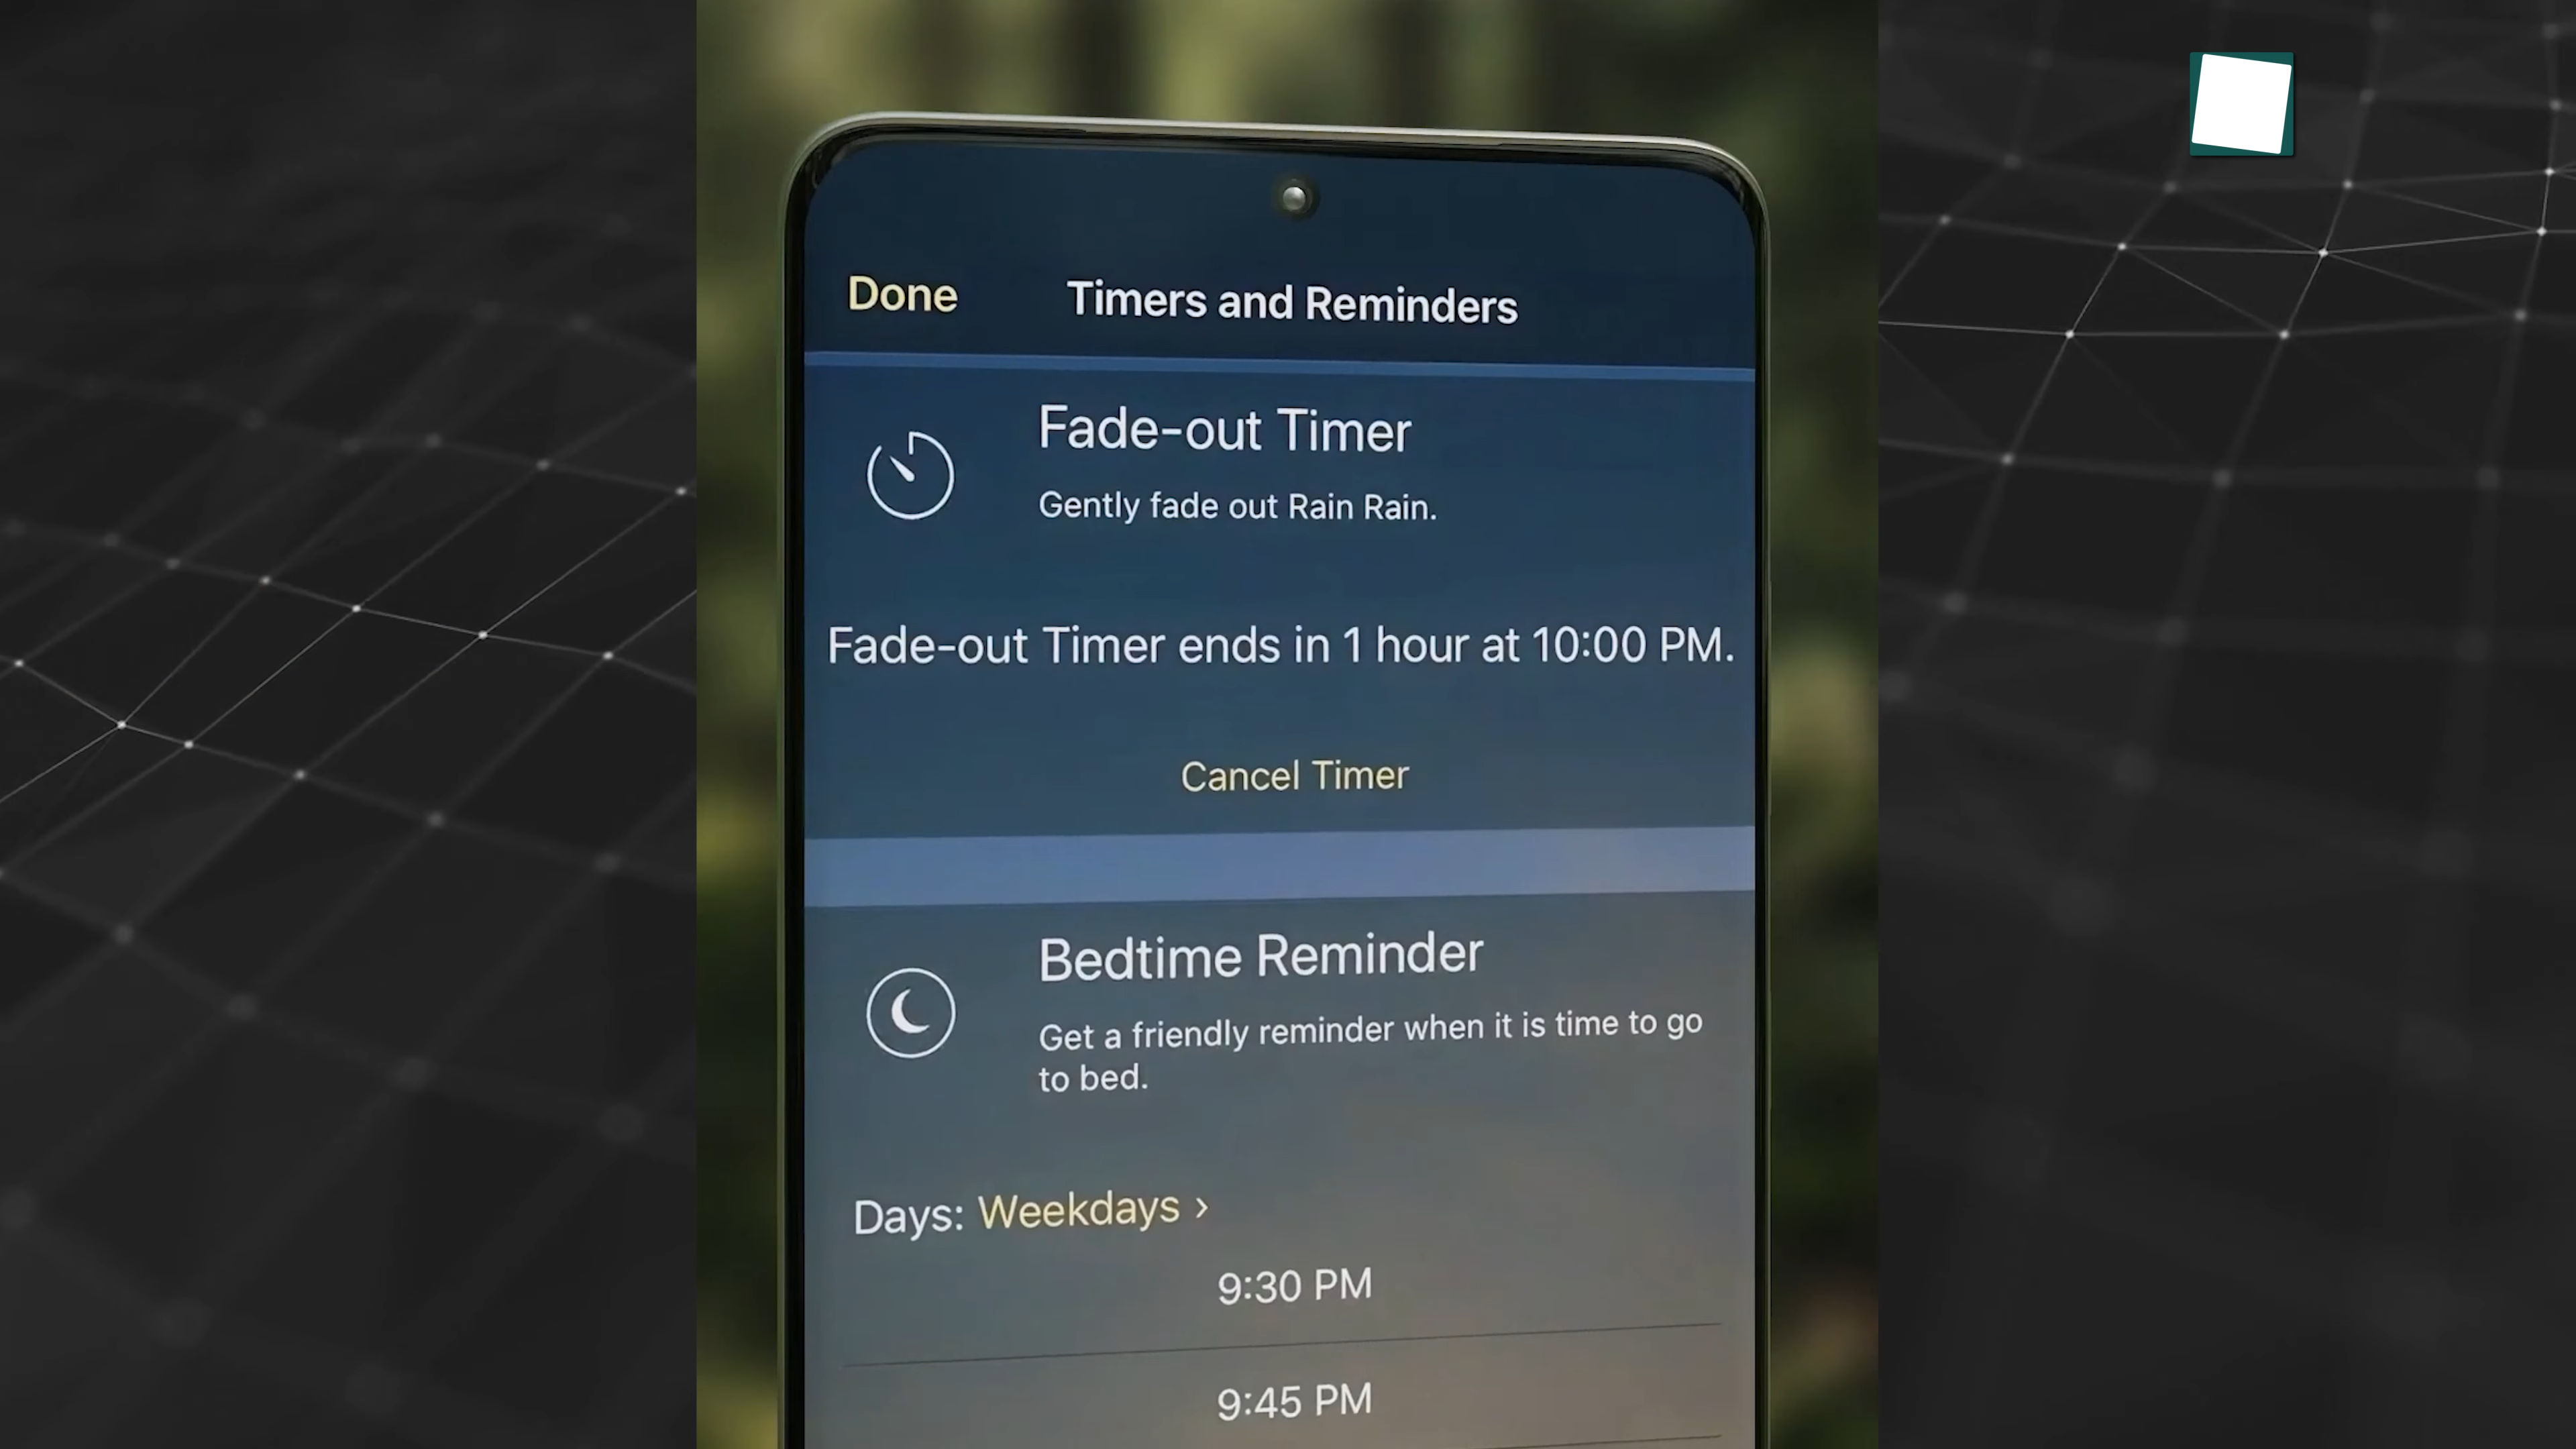 Done
Timers and Reminders
Fade-out Timer
Gently fade out Rain Rain.
Fade-out Timer ends in 1 hour at 10:00 PM.
Cancel Timer
Bedtime Reminder
Get a friendly reminder when it is time to go
to bed.
Days: Weekdays ›
9:30 PM
9:45 PM